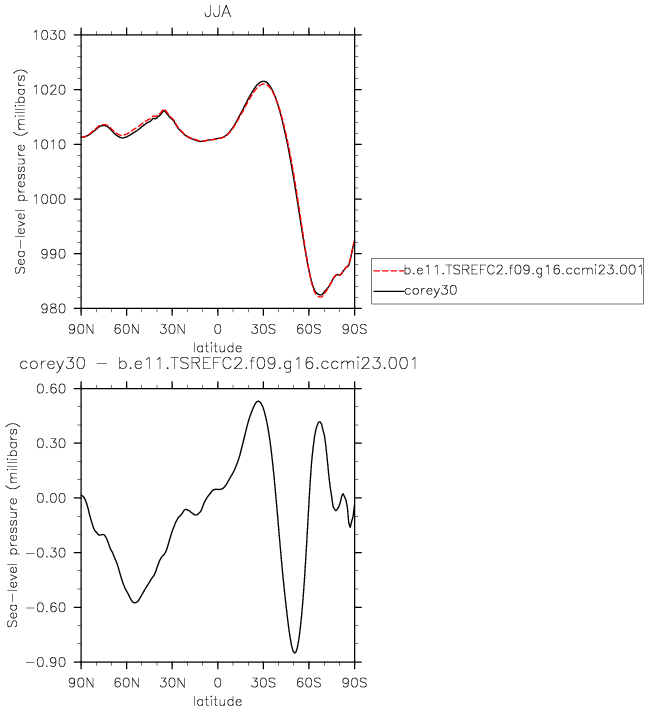 JJA
1030
1020
1010
1000
990
980
Sea-level pressure (millibars)
90N 60N 30N 0 30S 60S 90S
latitude
b.e11.TSREFC2.f09.g16.ccmi23.001
corey30
corey30 - b.e11.TSREFC2.f09.g16.ccmi23.001
0.60
0.30
0.00
-0.30
-0.60
-0.90
Sea-level pressure (millibars)
90N 60N 30N 0 30S 60S 90S
latitude